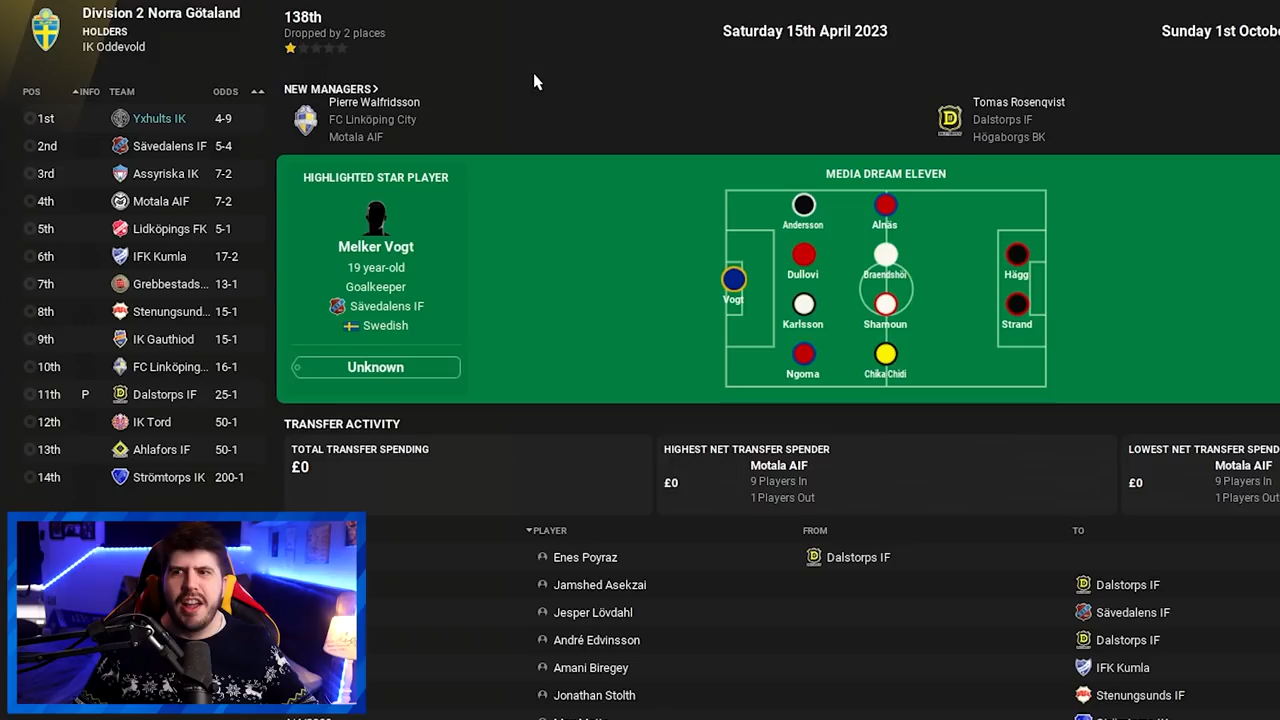 Division 2 Norra Götaland
HOLDERS
IK Oddevold
138th
Dropped by 2 places
Saturday 15th April 2023
Sunday 1st Octobe
POS INFO TEAM ODDS
1st Yxhults IK 4-9
2nd Sävedalens IF 5-4
3rd Assyriska IK 7-2
4th Motala AIF 7-2
5th Lidköpings FK 5-1
6th IFK Kumla 17-2
7th Grebbestads... 13-1
8th Stenungsund... 15-1
9th IK Gauthiod 15-1
10th FC Linköping... 16-1
11th P Dalstorps IF 25-1
12th IK Tord 50-1
13th Ahlafors IF 50-1
14th Strömtorps IK 200-1
NEW MANAGERS >
Pierre Walfridsson
FC Linköping City
Motala AIF
Tomas Rosenqvist
Dalstorps IF
Högaborgs BK
HIGHLIGHTED STAR PLAYER
Melker Vogt
19 year-old
Goalkeeper
Sävedalens IF
Swedish
Unknown
MEDIA DREAM ELEVEN
Andersson
Alnäs
Dullovi
Braendshöi
Hägg
Vogt
Karlsson
Shamoun
Strand
Ngoma
Chika Chidi
TRANSFER ACTIVITY
TOTAL TRANSFER SPENDING
£0
HIGHEST NET TRANSFER SPENDER
Motala AIF
£0
9 Players In
1 Players Out
LOWEST NET TRANSFER SPEND
Motala AIF
£0
9 Players In
1 Players Out
PLAYER FROM TO
Enes Poyraz Dalstorps IF
Jamshed Asekzai Dalstorps IF
Jesper Lövdahl Sävedalens IF
André Edvinsson Dalstorps IF
Amani Biregey IFK Kumla
Jonathan Stolth Stenungsunds IF